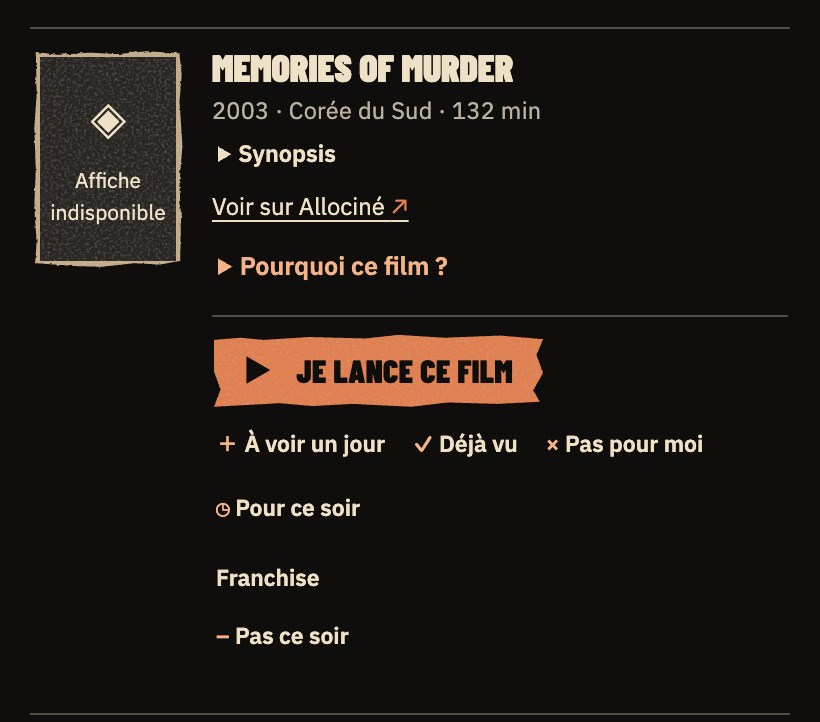 MEMORIES OF MURDER
2003 · Corée du Sud · 132 min
▶ Synopsis
Voir sur Allociné ↗
▶ Pourquoi ce film ?
Affiche
indisponible
▶ JE LANCE CE FILM
+ À voir un jour ✓ Déjà vu × Pas pour moi
◷ Pour ce soir
Franchise
– Pas ce soir